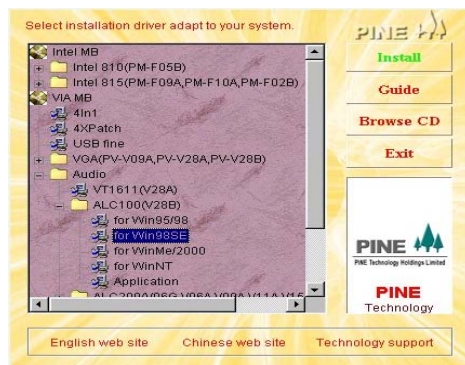 Select installation driver adapt to your system.
PINE
Intel MB
Intel 810(PM-F05B)
Intel 815(PM-F09A,PM-F10A,PM-F02B)
VIA MB
4In1
4XPatch
USB fine
VGA(PV-V09A,PV-V28A,PV-V28B)
Audio
VT1611(V28A)
ALC100(V28B)
for Win95/98
for Win98SE
for WinMe/2000
for WinNT
Application
Install
Guide
Browse CD
Exit
PINE
PINE Technology Holdings Limited
PINE
Technology
English web site
Chinese web site
Technology support